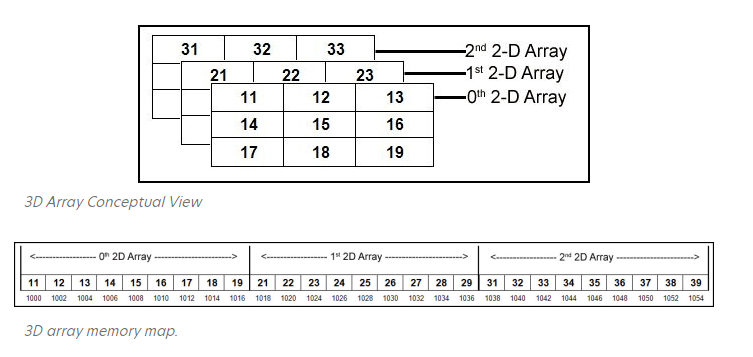 31 32 33 2nd 2-D Array
21 22 23 1st 2-D Array
11 12 13 0th 2-D Array
14 15 16
17 18 19
3D Array Conceptual View
<-------------------- 0th 2D Array --------------------> <-------------------- 1st 2D Array --------------------> <-------------------- 2nd 2D Array -------------------->
11 12 13 14 15 16 17 18 19 21 22 23 24 25 26 27 28 29 31 32 33 34 35 36 37 38 39
1000 1002 1004 1006 1008 1010 1012 1014 1016 1018 1020 1024 1026 1028 1030 1032 1034 1036 1038 1040 1042 1044 1046 1048 1050 1052 1054
3D array memory map.